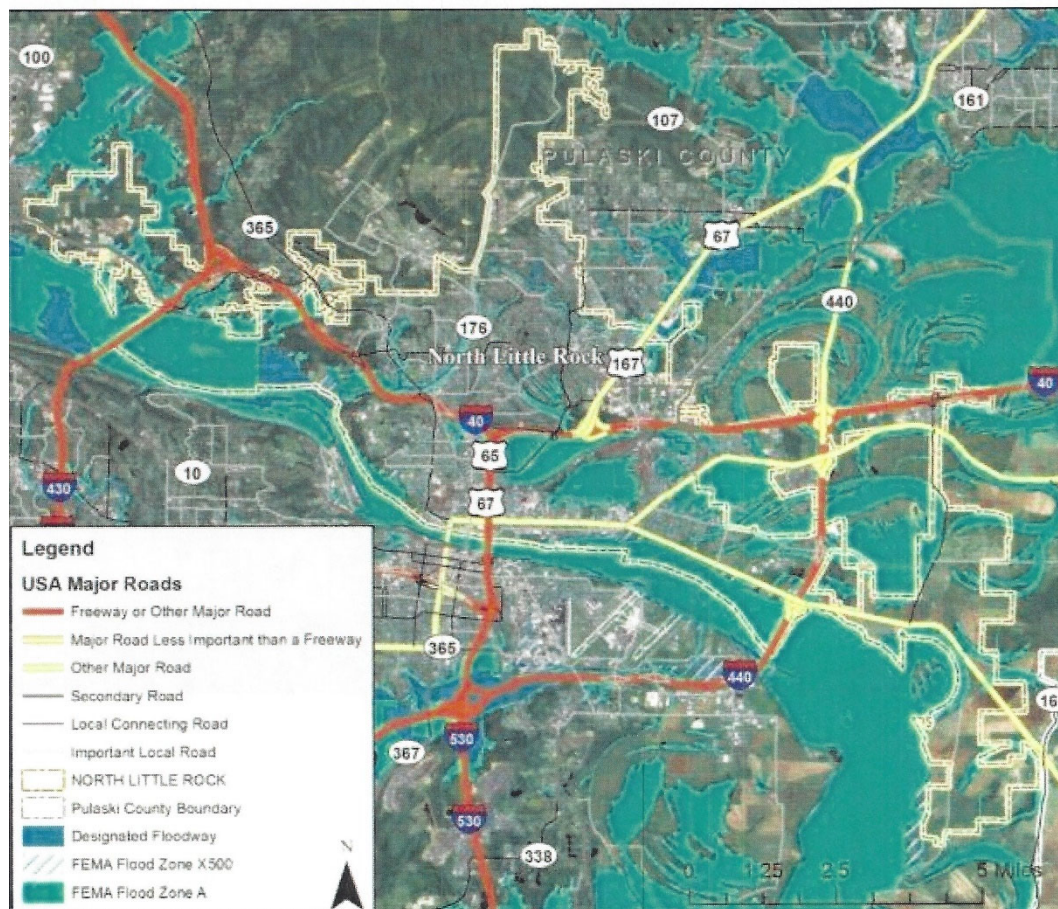 100
161
107
PULASKI COUNTY
365
67
440
176
North Little Rock
167
40
40
65
10
67
430
Legend
USA Major Roads
Freeway or Other Major Road
Major Road Less Important than a Freeway
Other Major Road
Secondary Road
Local Connecting Road
Important Local Road
NORTH LITTLE ROCK
Pulaski County Boundary
Designated Floodway
FEMA Flood Zone X500
FEMA Flood Zone A
N
365
440
367
530
530
338
0 1.25 2.5 5 Miles